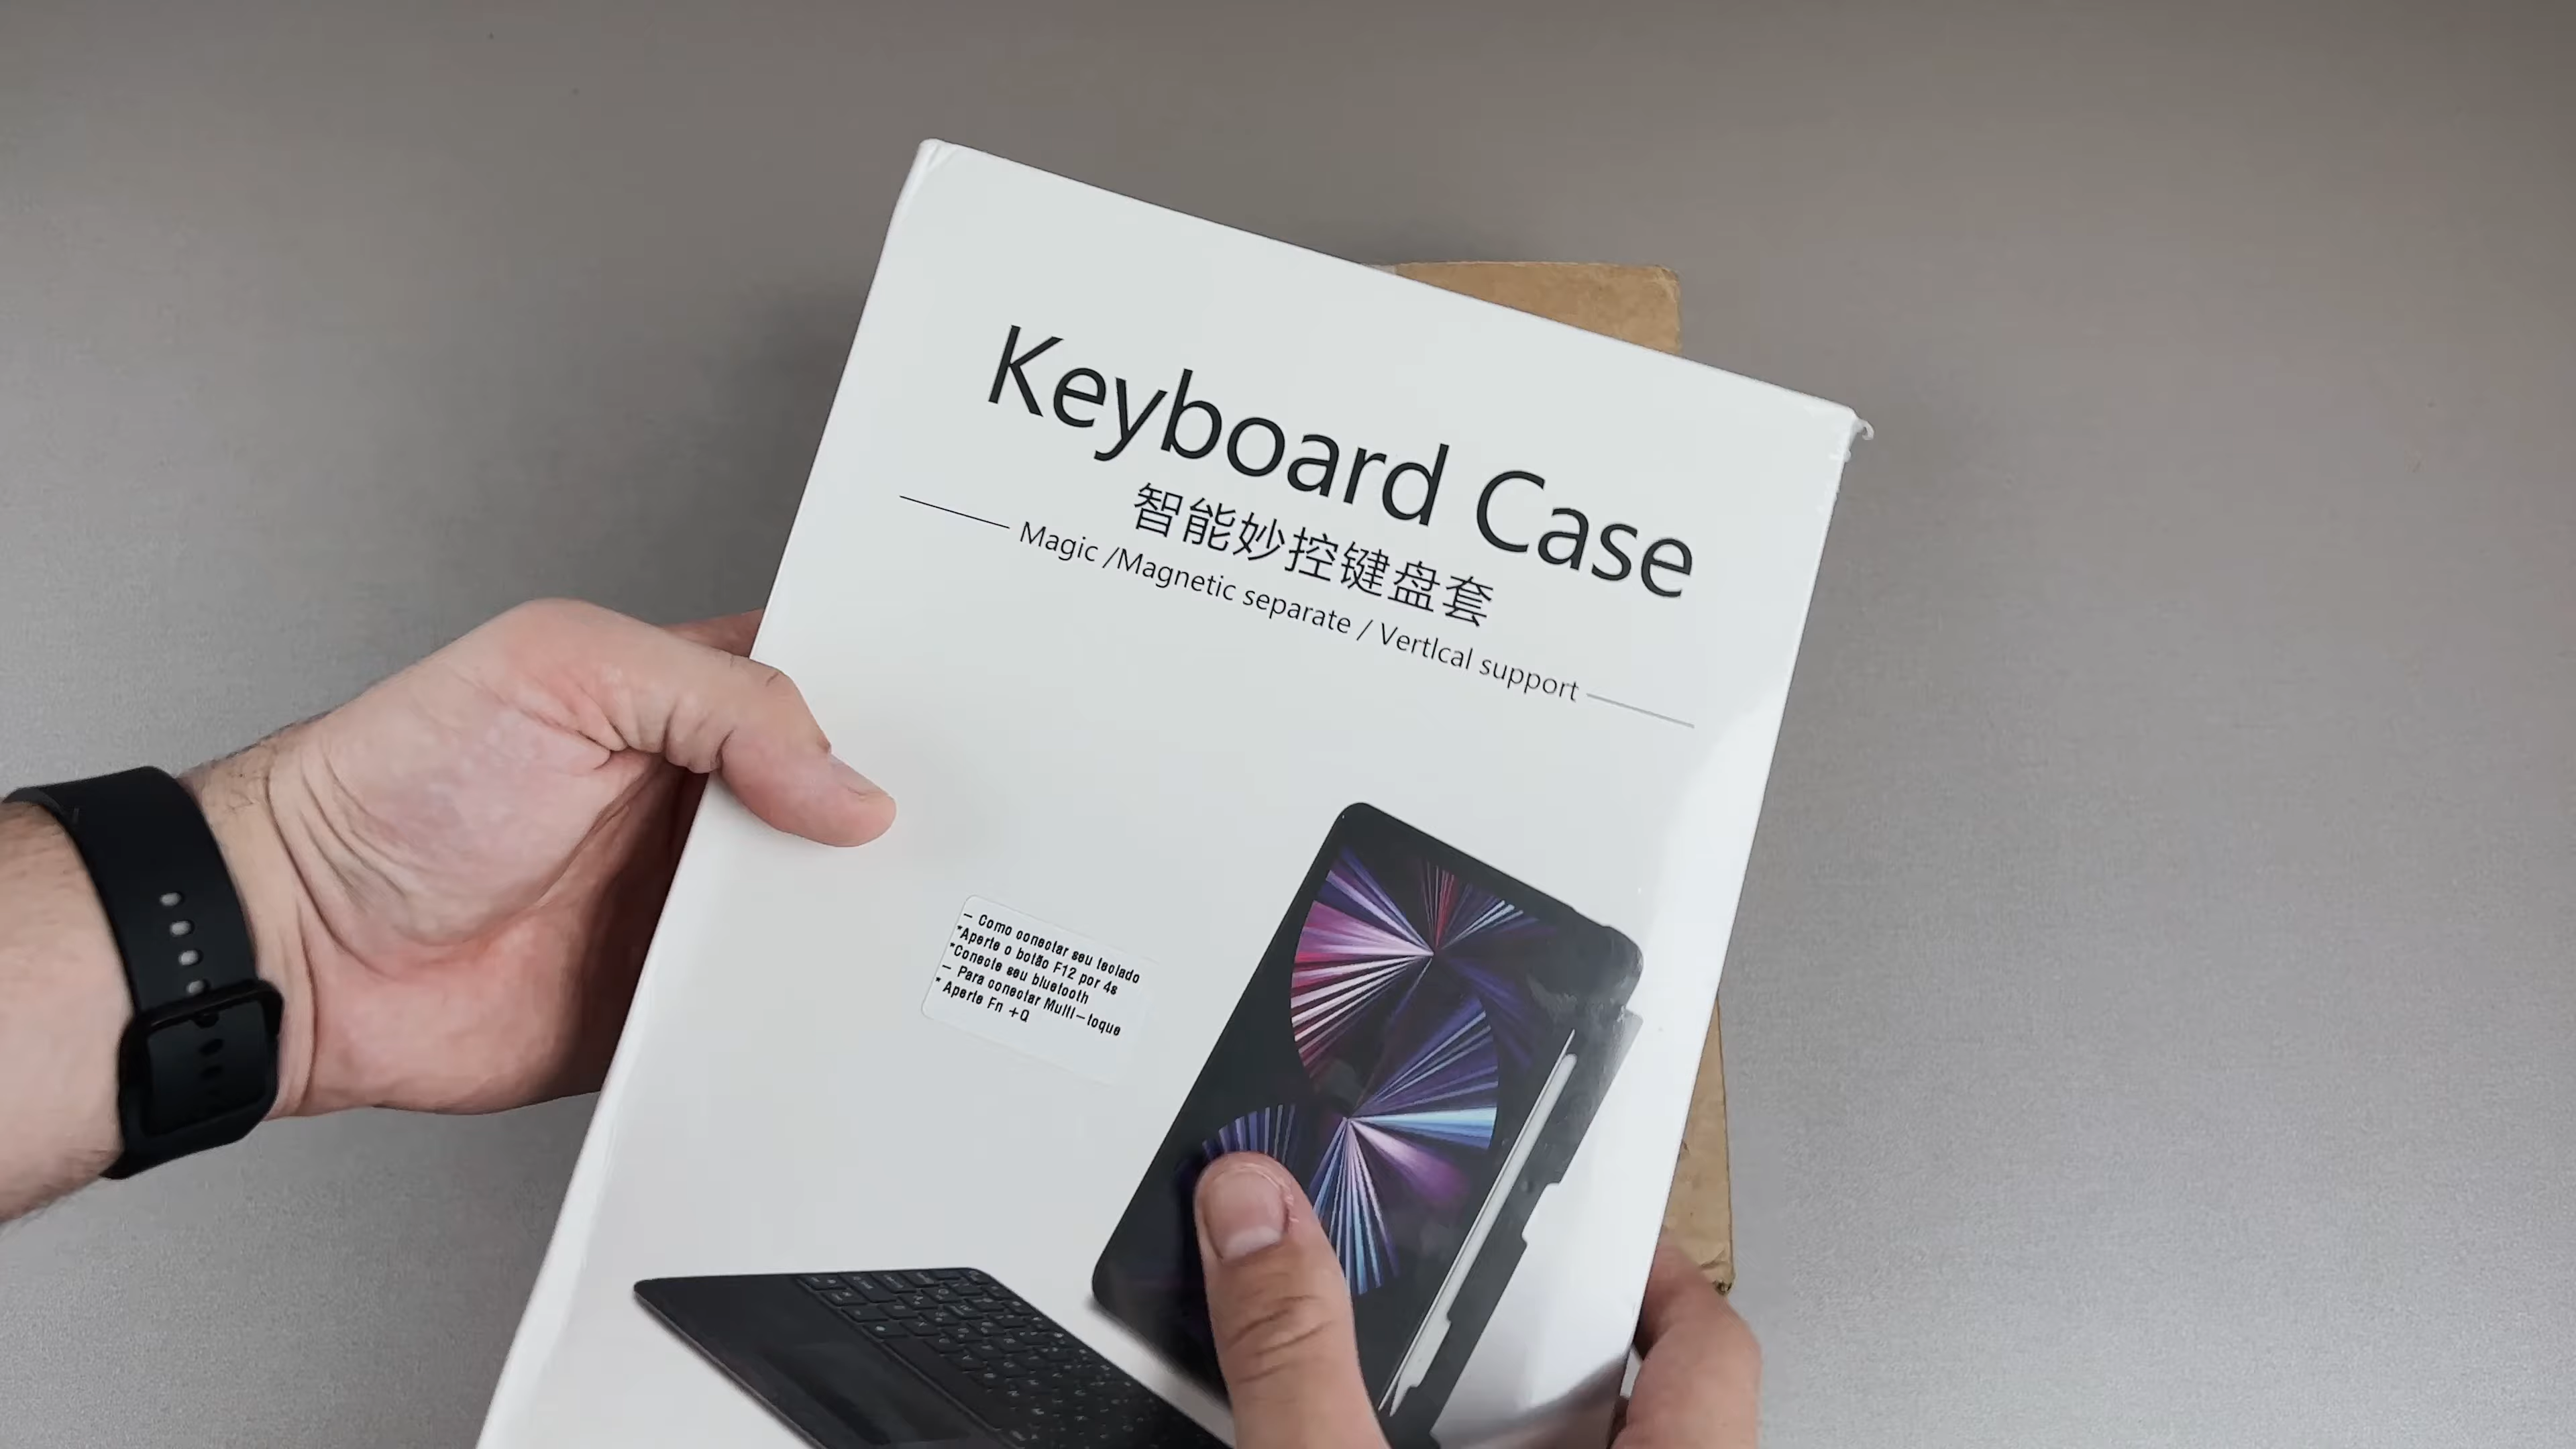 Keyboard Case
智能妙控键盘套
Magic /Magnetic separate / Vertlcal support
- Como conectar seu teclado
*Aperte o botão F12 por 4s
*Conecte seu bluetooth
- Para conectar Multi-toque
* Aperte Fn +Q